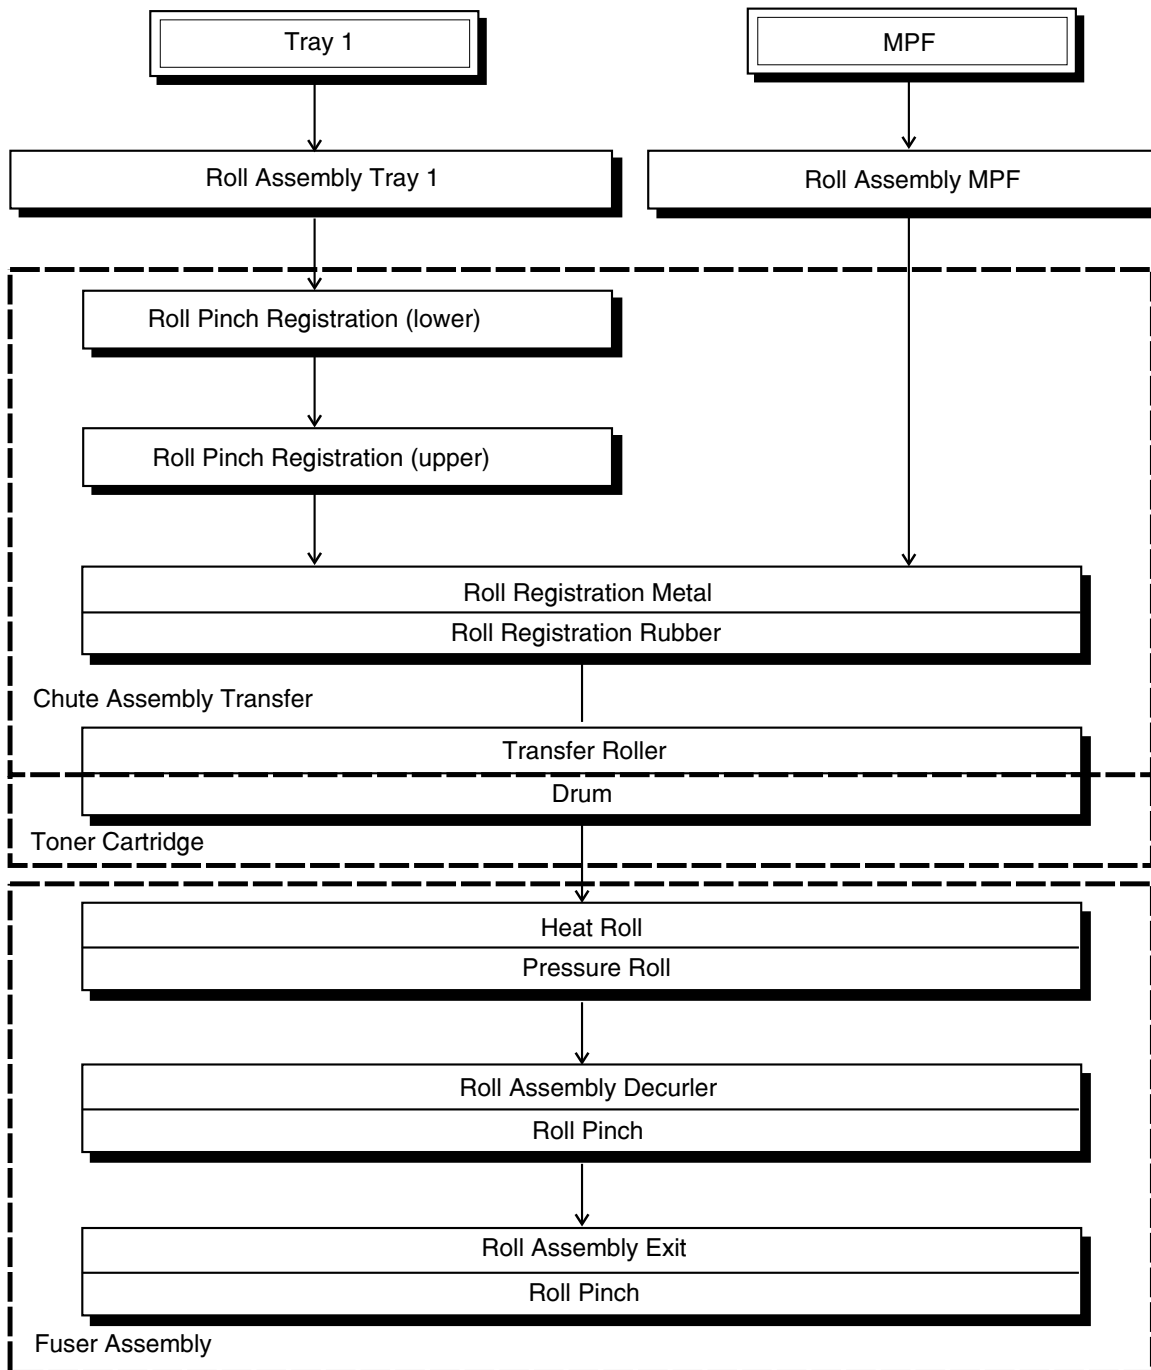 Tray 1
MPF
Roll Assembly Tray 1
Roll Assembly MPF
Roll Pinch Registration (lower)
Roll Pinch Registration (upper)
Roll Registration Metal
Roll Registration Rubber
Chute Assembly Transfer
Transfer Roller
Drum
Toner Cartridge
Heat Roll
Pressure Roll
Roll Assembly Decurler
Roll Pinch
Roll Assembly Exit
Roll Pinch
Fuser Assembly